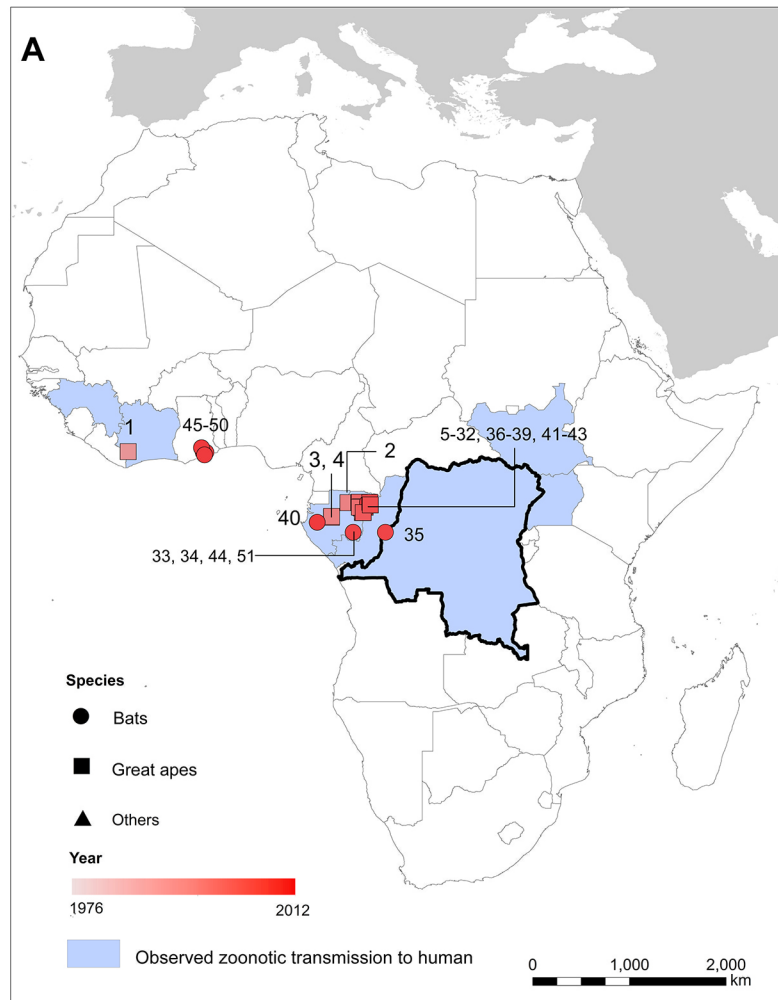 A
1
45-50
5-32, 36-39, 41-43
3, 4
2
40
35
33, 34, 44, 51
Species
Bats
Great apes
Others
Year
1976
2012
Observed zoonotic transmission to human
0
1,000
2,000
km